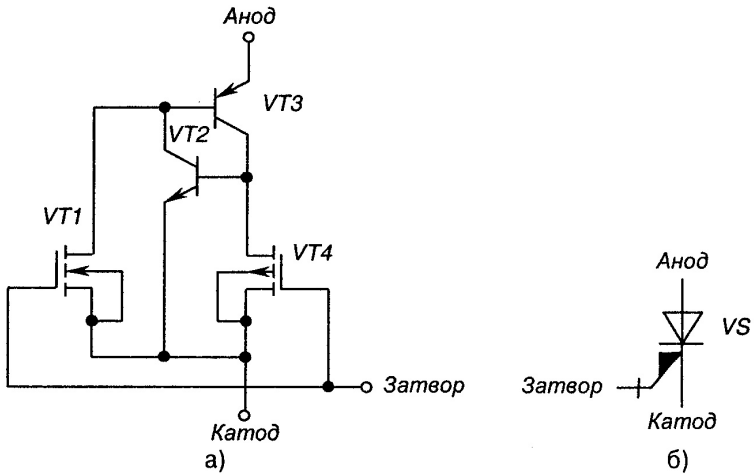 Анод
VT3
VT2
VT1
VT4
Затвор
Катод
а)
Анод
VS
Затвор
Катод
б)